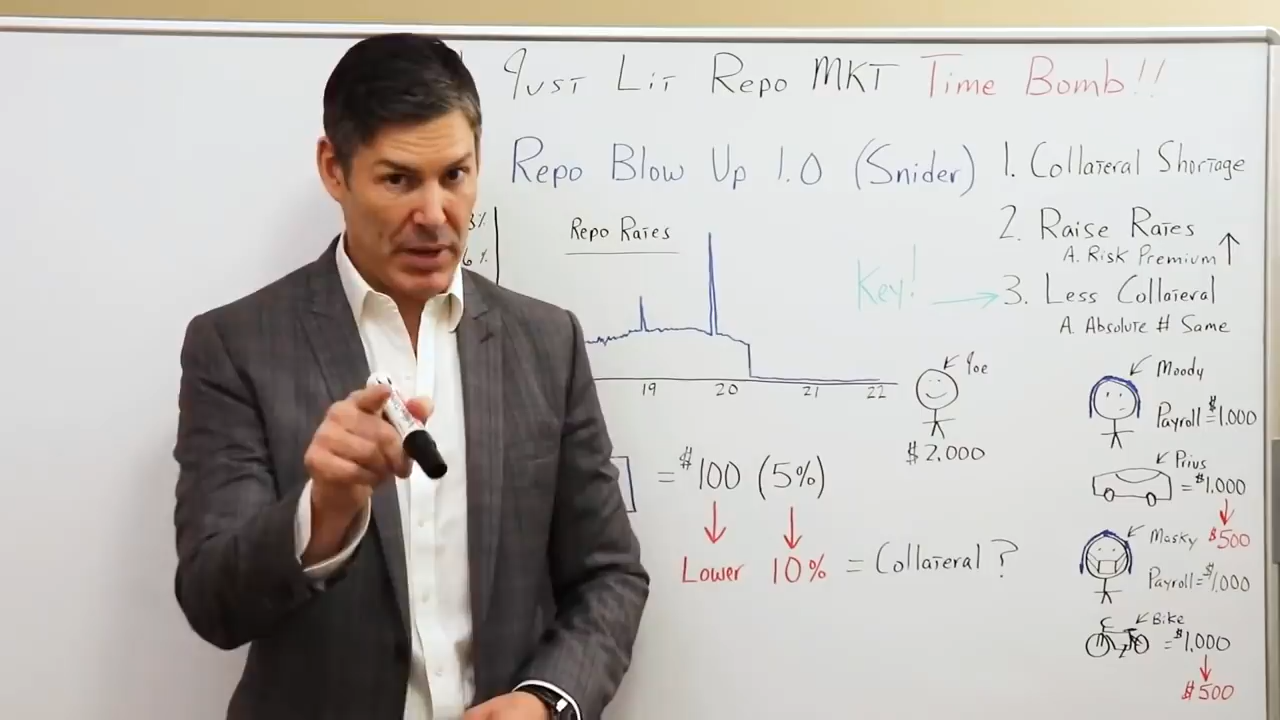 Just Lit Repo MKT Time Bomb!!
Repo Blow Up 1.0 (Snider)
3%
6 %
Repo Rates
19 20 21 22
Key!
1. Collateral Shortage
2. Raise Rates
A. Risk Premium
3. Less Collateral
A. Absolute # Same
Joe
$2,000
= $100 (5%)
Lower 10% = Collateral ?
Moody
Payroll = $1,000
Prius
= $1,000
$500
Masky
Payroll = $1,000
Bike
= $1,000
$500